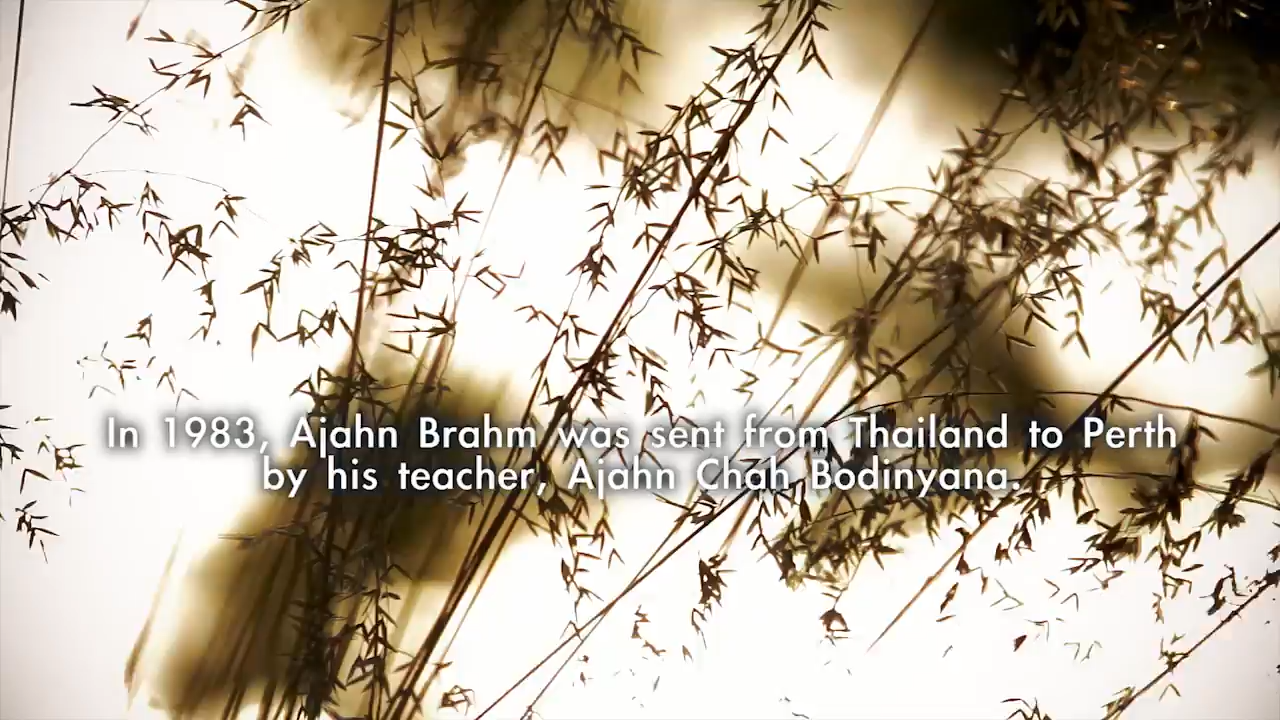 In 1983, Ajahn Brahm was sent from Thailand to Perth
by his teacher, Ajahn Chah Bodinyana.